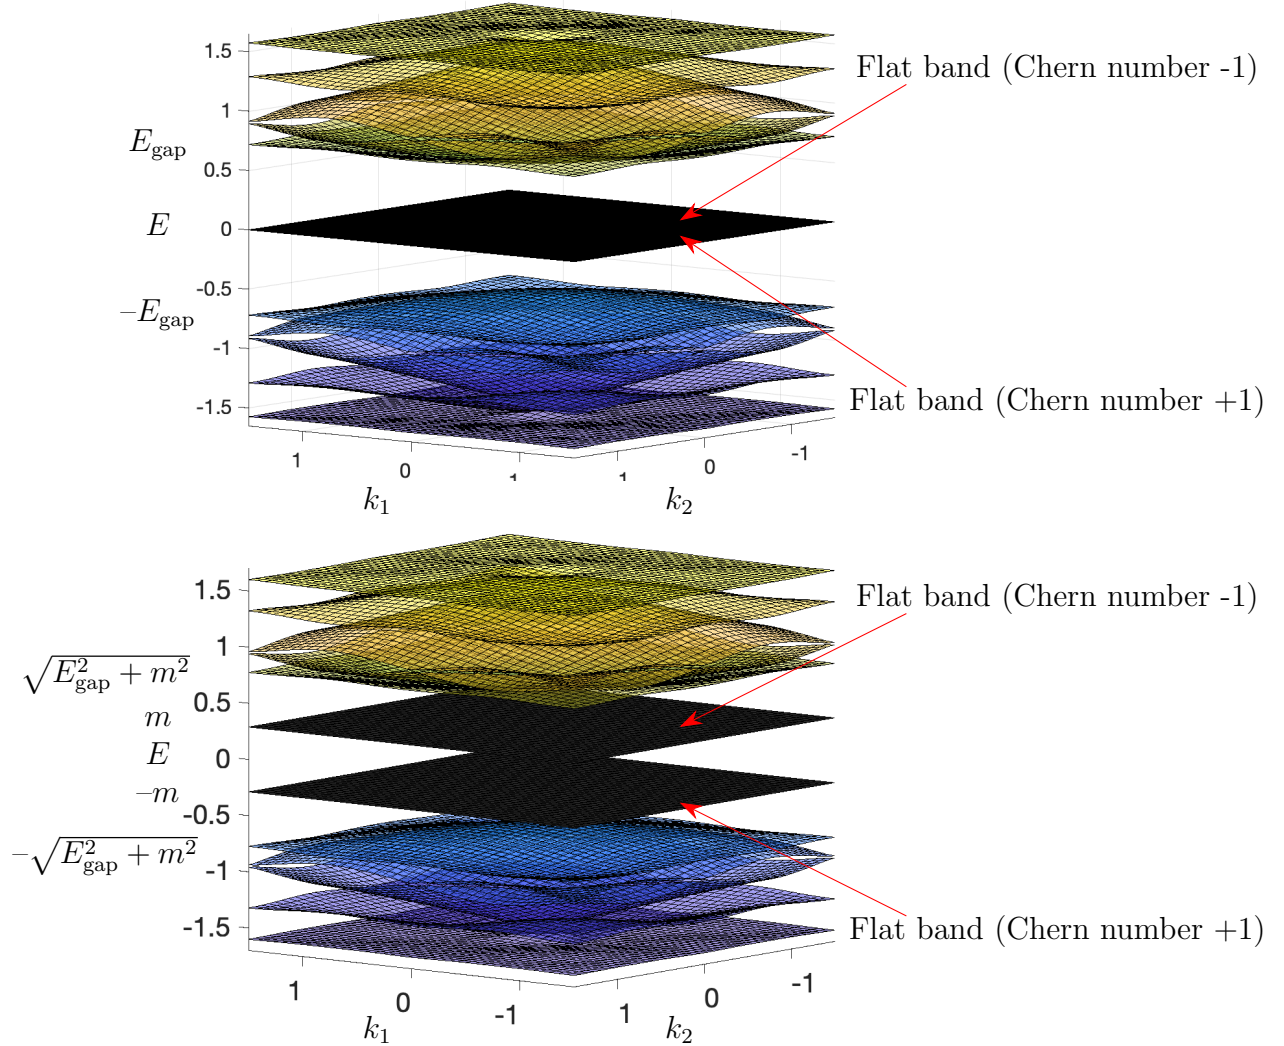 1.5
Flat band (Chern number -1)
1
E_gap
0.5
E
0
-0.5
–E_gap
-1
Flat band (Chern number +1)
-1.5
1
0
1
1
0
-1
k_1
k_2
1.5
Flat band (Chern number -1)
1
√(E_gap^2 + m^2)
0.5
m
E
0
–m
-0.5
–√(E_gap^2 + m^2)
-1
-1.5
Flat band (Chern number +1)
1
0
-1
1
0
-1
k_1
k_2